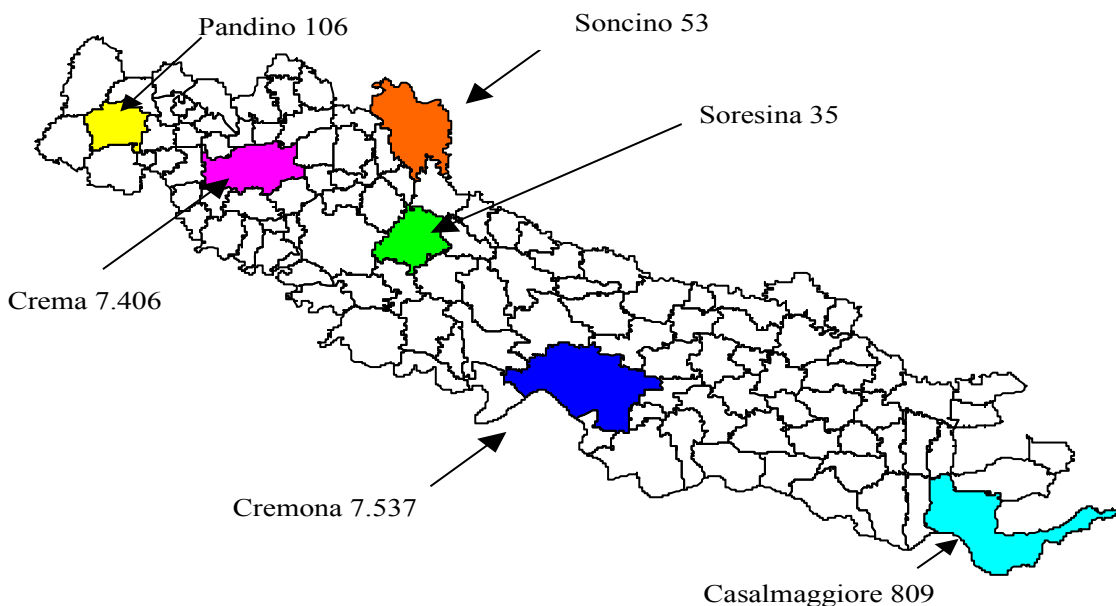 Pandino 106
Soncino 53
Soresina 35
Crema 7.406
Cremona 7.537
Casalmaggiore 809